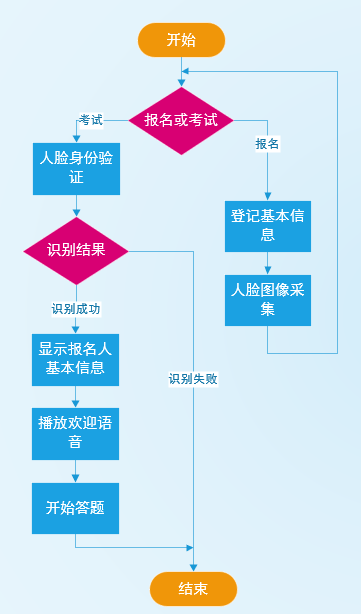 开始
报名或考试
考试
报名
人脸身份验
证
登记基本信
息
识别结果
人脸图像采
集
识别成功
显示报名人
基本信息
识别失败
播放欢迎语
音
开始答题
结束